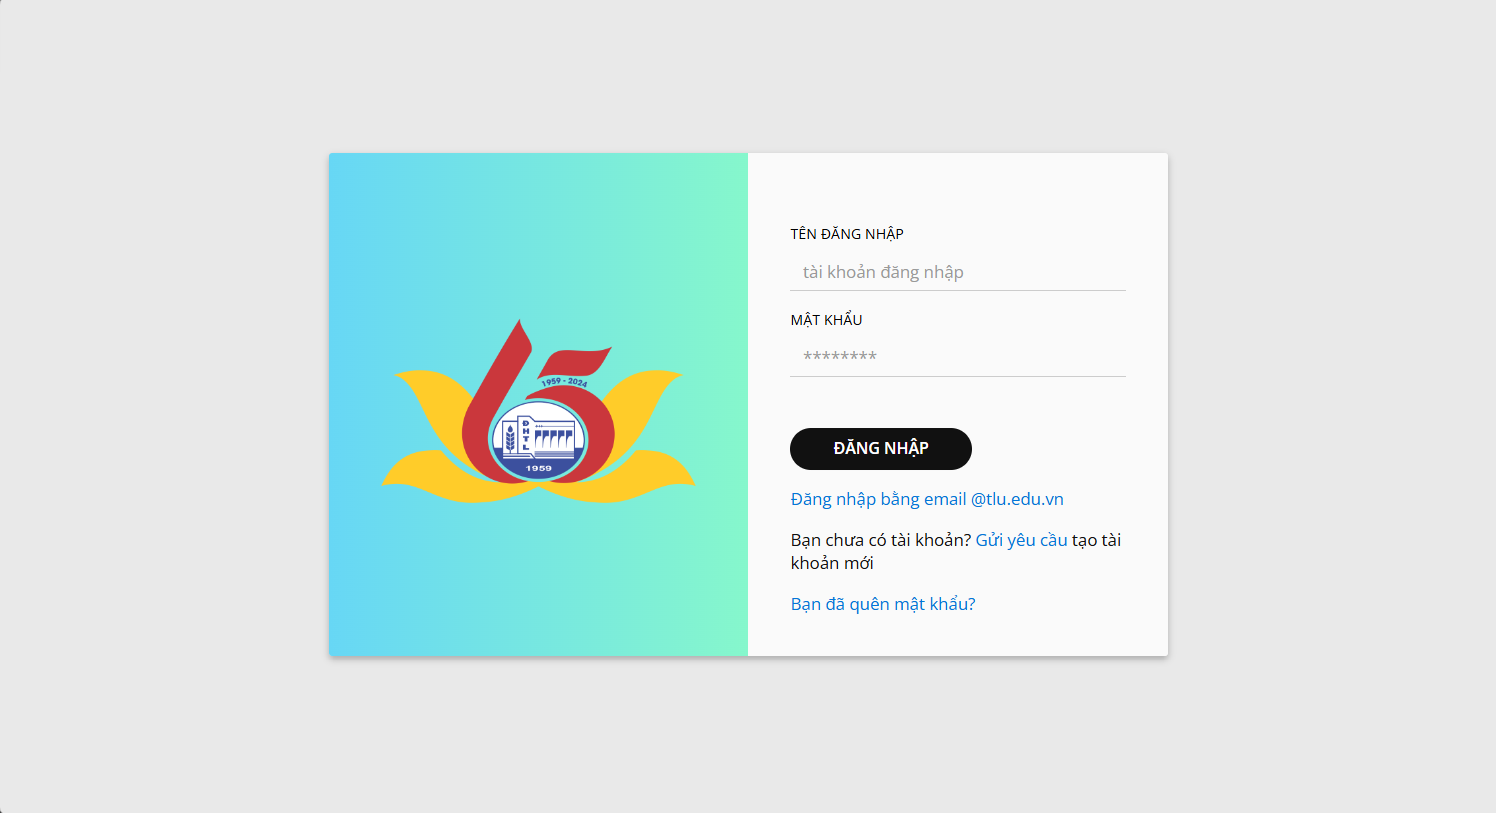 1959 - 2024
ĐHTL
1959
TÊN ĐĂNG NHẬP
tài khoản đăng nhập
MẬT KHẨU
********
ĐĂNG NHẬP
Đăng nhập bằng email @tlu.edu.vn
Bạn chưa có tài khoản? Gửi yêu cầu tạo tài
khoản mới
Bạn đã quên mật khẩu?